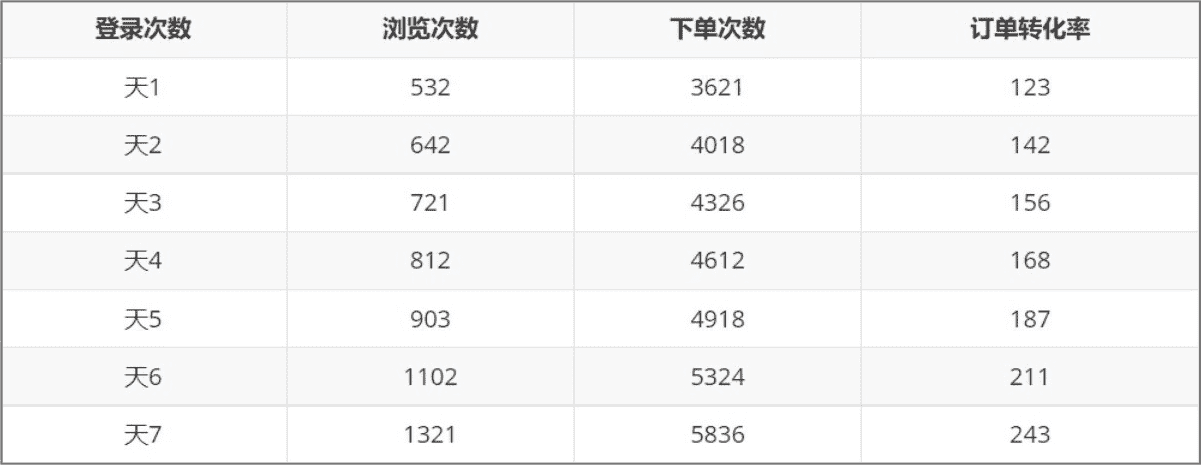 登录次数 浏览次数 下单次数 订单转化率
天1 532 3621 123
天2 642 4018 142
天3 721 4326 156
天4 812 4612 168
天5 903 4918 187
天6 1102 5324 211
天7 1321 5836 243